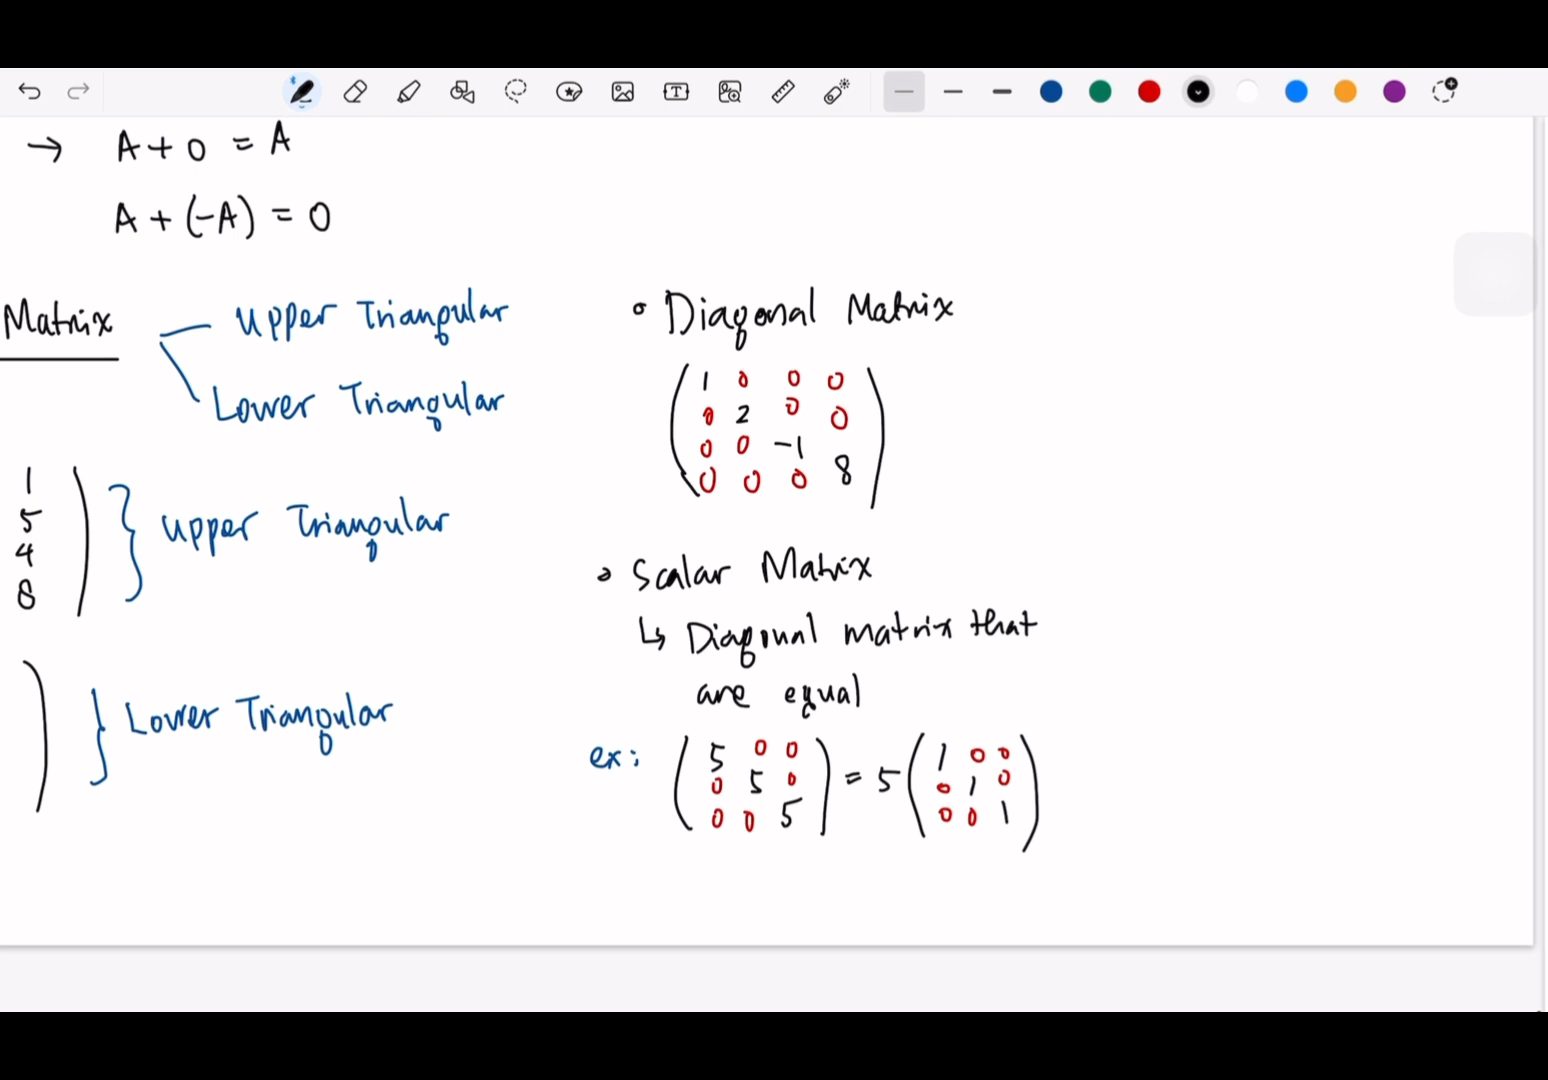 → A + 0 = A
A + (-A) = 0
Matrix
Upper Triangular
Lower Triangular
1
5
4
8
} Upper Triangular
} Lower Triangular
Diagonal Matrix
1 0 0 0
0 2 0 0
0 0 -1
0 0 0 8
Scalar Matrix
↳ Diagonal matrix that
are equal
ex: ( 5 0 0 ) = 5 ( 1 0 0 )
0 5 0 0 1 0
0 0 5 0 0 1